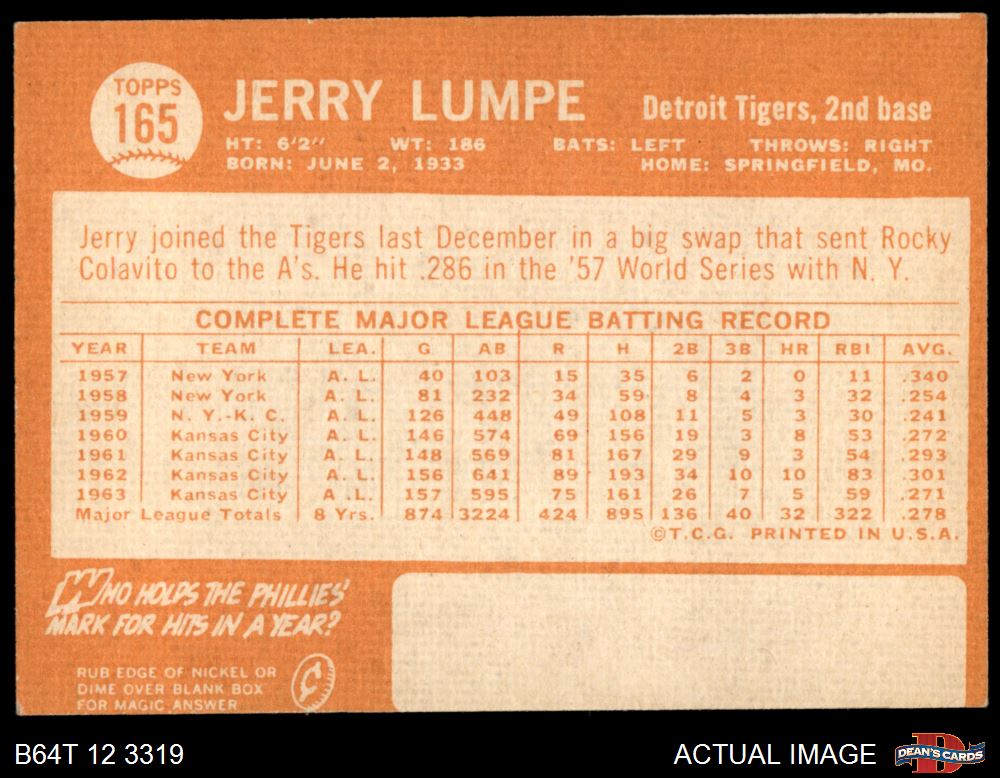 TOPPS
165
JERRY LUMPE
Detroit Tigers, 2nd base
HT: 6'2" WT: 186 BATS: LEFT THROWS: RIGHT
BORN: JUNE 2, 1933 HOME: SPRINGFIELD, MO.
Jerry joined the Tigers last December in a big swap that sent Rocky
Colavito to the A's. He hit .286 in the '57 World Series with N. Y.
COMPLETE MAJOR LEAGUE BATTING RECORD
YEAR TEAM LEA. G AB R H 2B 3B HR RBI AVG.
1957 New York A. L. 40 103 15 35 6 2 0 11 .340
1958 New York A. L. 81 232 34 59 8 4 3 32 .254
1959 N. Y.-K. C. A. L. 126 448 49 108 11 5 3 30 .241
1960 Kansas City A. L. 146 574 69 156 19 3 8 53 .272
1961 Kansas City A. L. 148 569 81 167 29 9 3 54 .293
1962 Kansas City A. L. 156 641 89 193 34 10 10 83 .301
1963 Kansas City A .L. 157 595 75 161 26 7 5 59 .271
Major League Totals 8 Yrs. 874 3224 424 895 136 40 32 322 .278
©T.C.G. PRINTED IN U.S.A.
WHO HOLDS THE PHILLIES'
MARK FOR HITS IN A YEAR?
RUB EDGE OF NICKEL OR
DIME OVER BLANK BOX
FOR MAGIC ANSWER
B64T 12 3319
ACTUAL IMAGE
DEAN'S CARDS